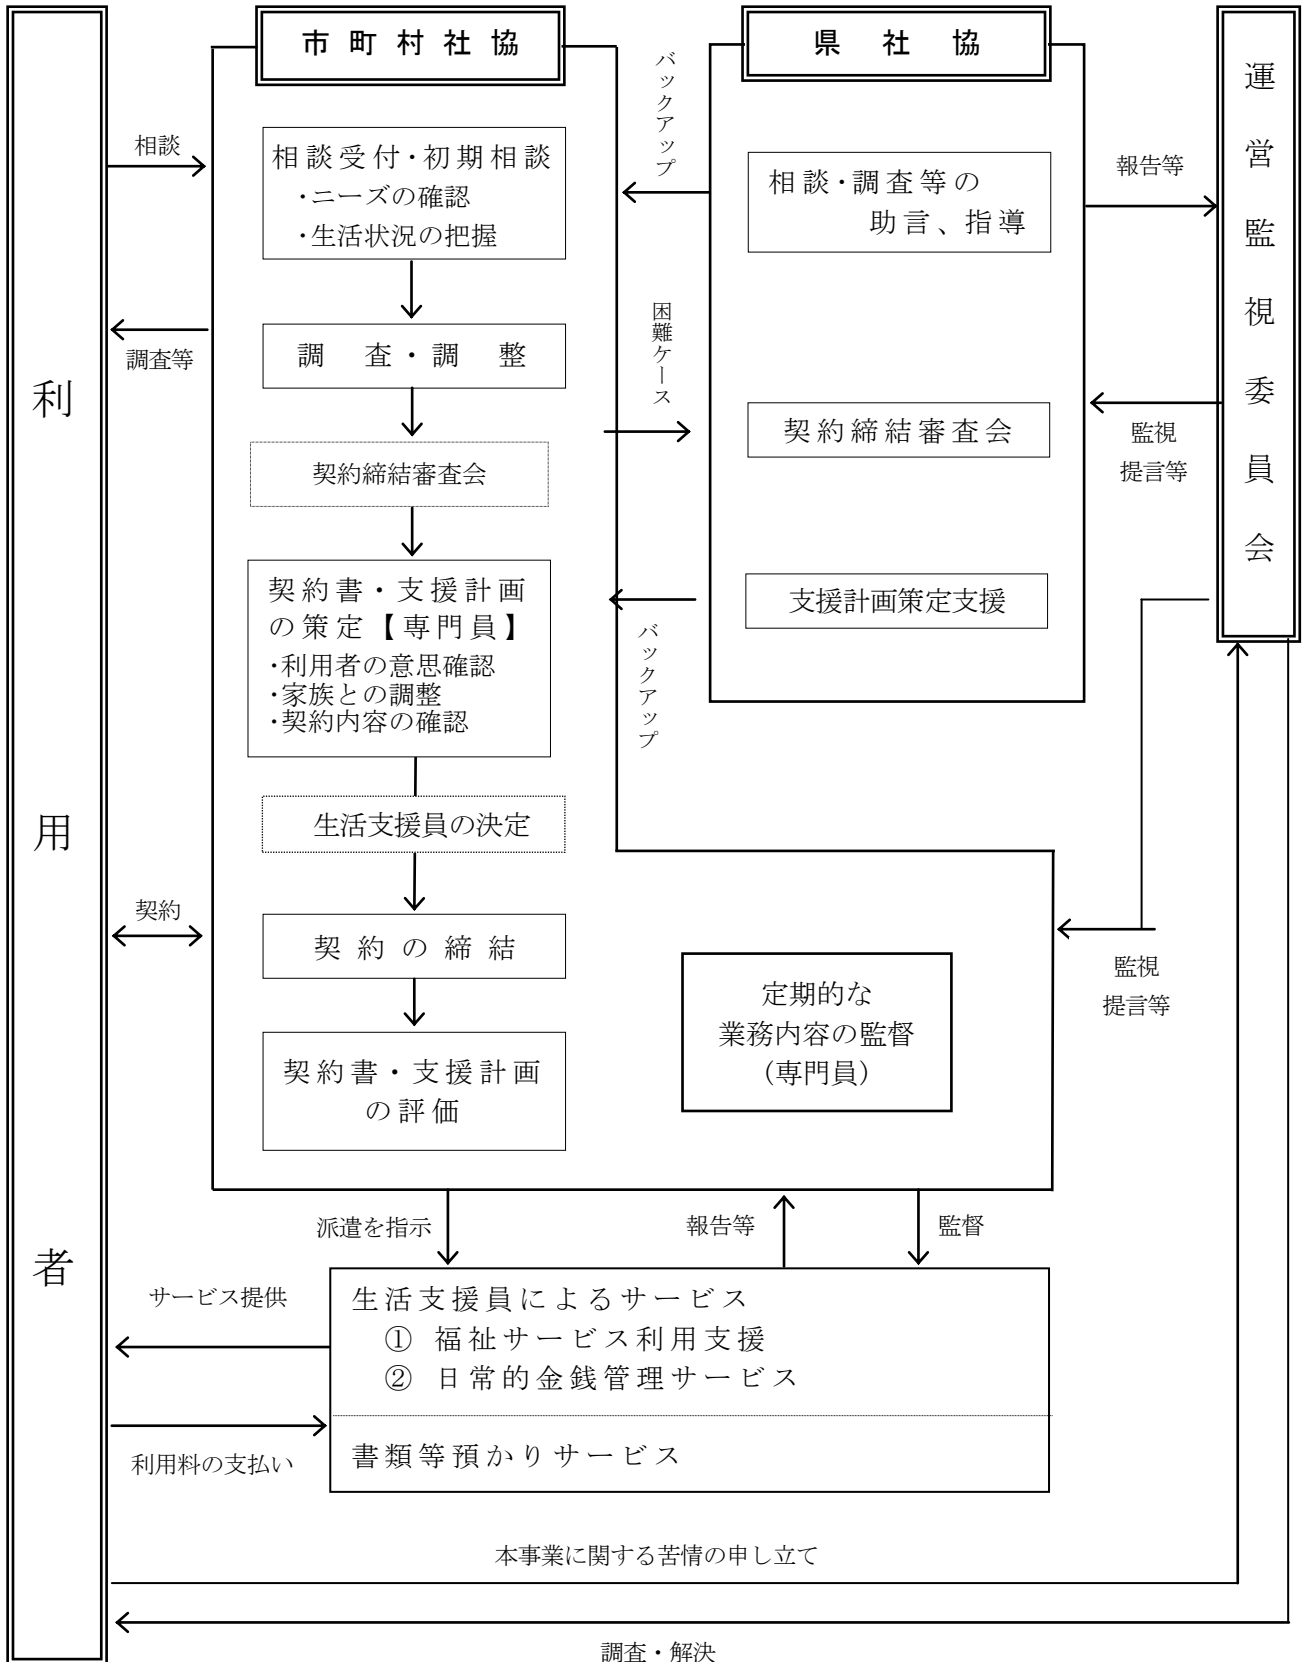 市町村社協
県社協
運営監視委員会
利用者
相談
調査等
契約
サービス提供
利用料の支払い
相談受付・初期相談
・ニーズの確認
・生活状況の把握
調査・調整
契約締結審査会
契約書・支援計画
の策定【専門員】
・利用者の意思確認
・家族との調整
・契約内容の確認
生活支援員の決定
契約の締結
契約書・支援計画
の評価
バックアップ
困難ケース
バックアップ
相談・調査等の
助言、指導
契約締結審査会
支援計画策定支援
報告等
監視
提言等
監視
提言等
定期的な
業務内容の監督
(専門員)
派遣を指示
報告等
監督
生活支援員によるサービス
① 福祉サービス利用支援
② 日常的金銭管理サービス
書類等預かりサービス
本事業に関する苦情の申し立て
調査・解決